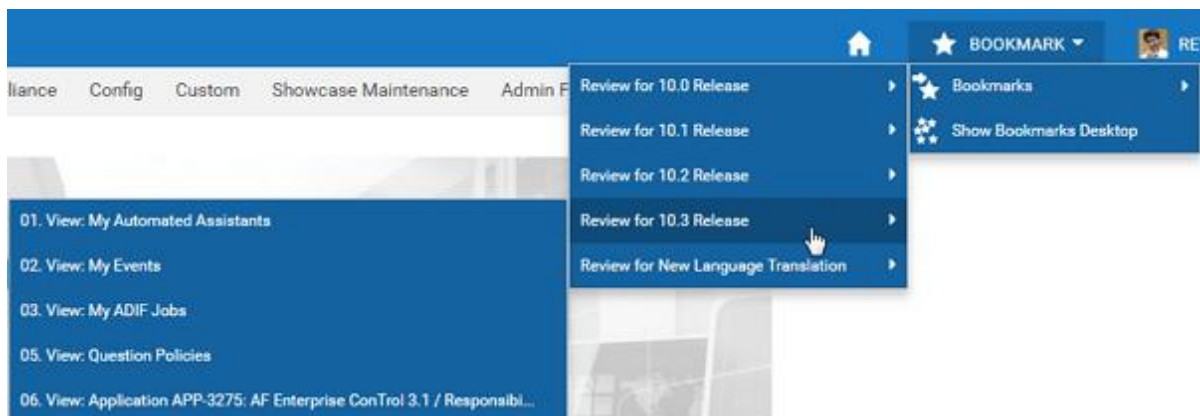 BOOKMARK
RE
liance Config Custom Showcase Maintenance Admin F
Review for 10.0 Release
Review for 10.1 Release
Review for 10.2 Release
Review for 10.3 Release
Review for New Language Translation
Bookmarks
Show Bookmarks Desktop
01. View: My Automated Assistants
02. View: My Events
03. View: My ADIF Jobs
05. View: Question Policies
06. View: Application APP-3275: AF Enterprise ConTrol 3.1 / Responsibi...